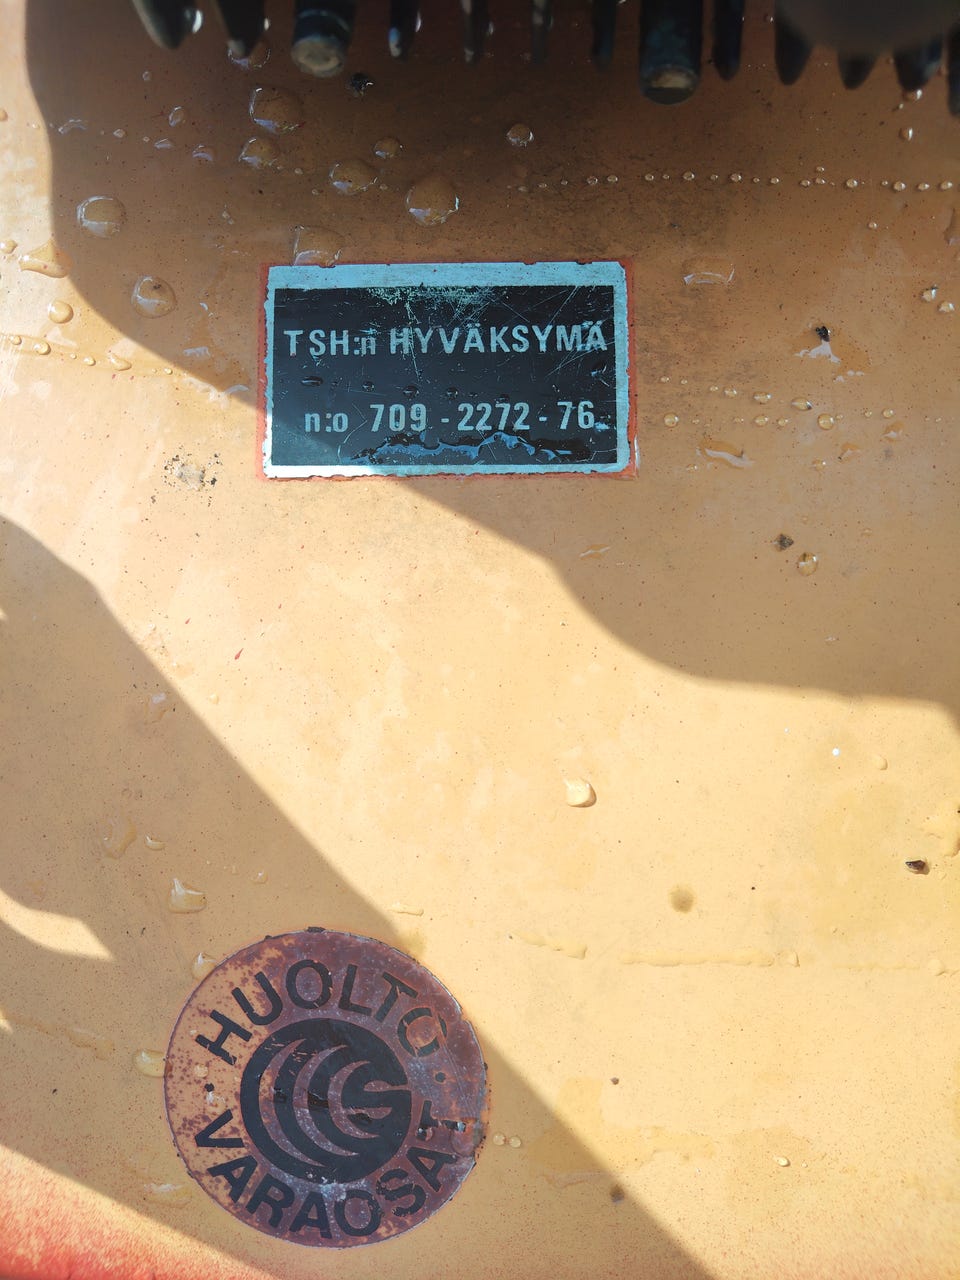 TSH:n HYVÄKSYMÄ
n:o 709 - 2272 - 76
HUOLTO
VARAOSAT